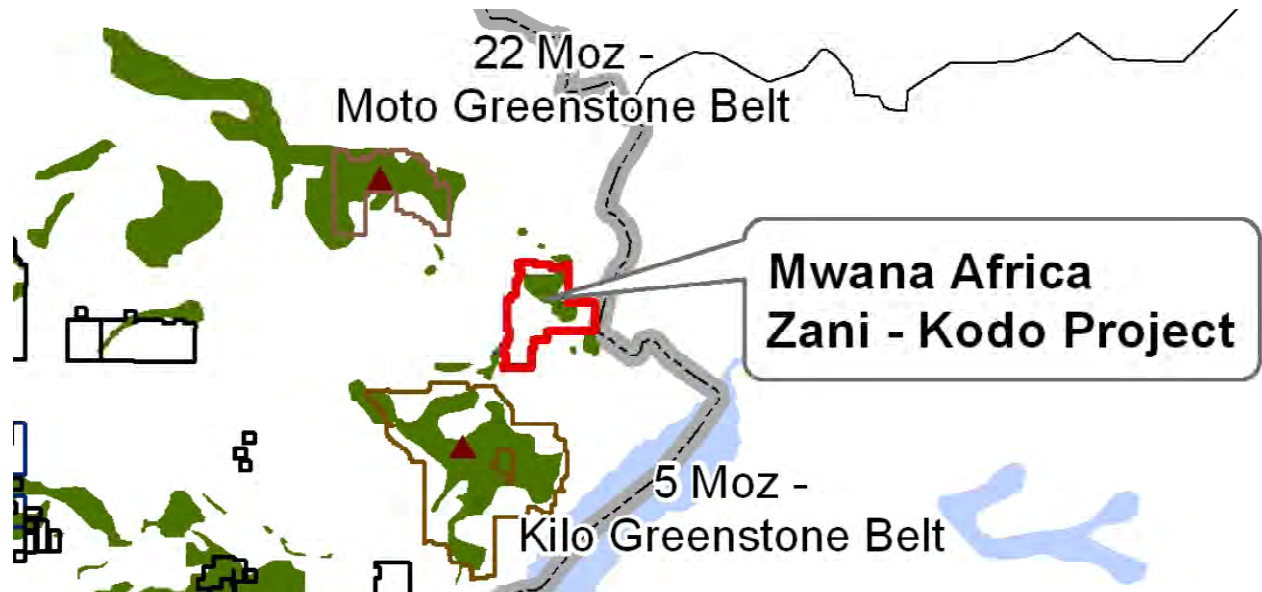 22 Moz -
Moto Greenstone Belt
Mwana Africa
Zani - Kodo Project
5 Moz -
Kilo Greenstone Belt